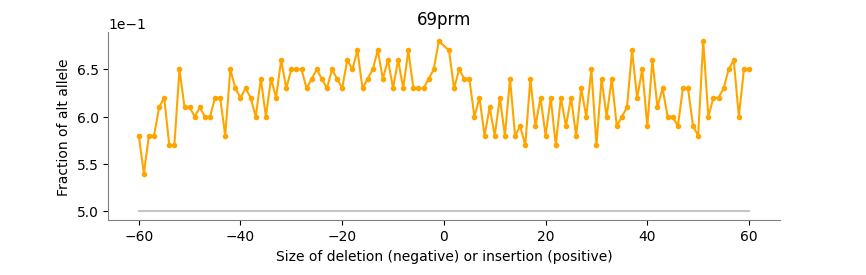 69prm
1e−1
6.5
6.0
5.5
5.0
Fraction of alt allele
−60
−40
−20
0
20
40
60
Size of deletion (negative) or insertion (positive)